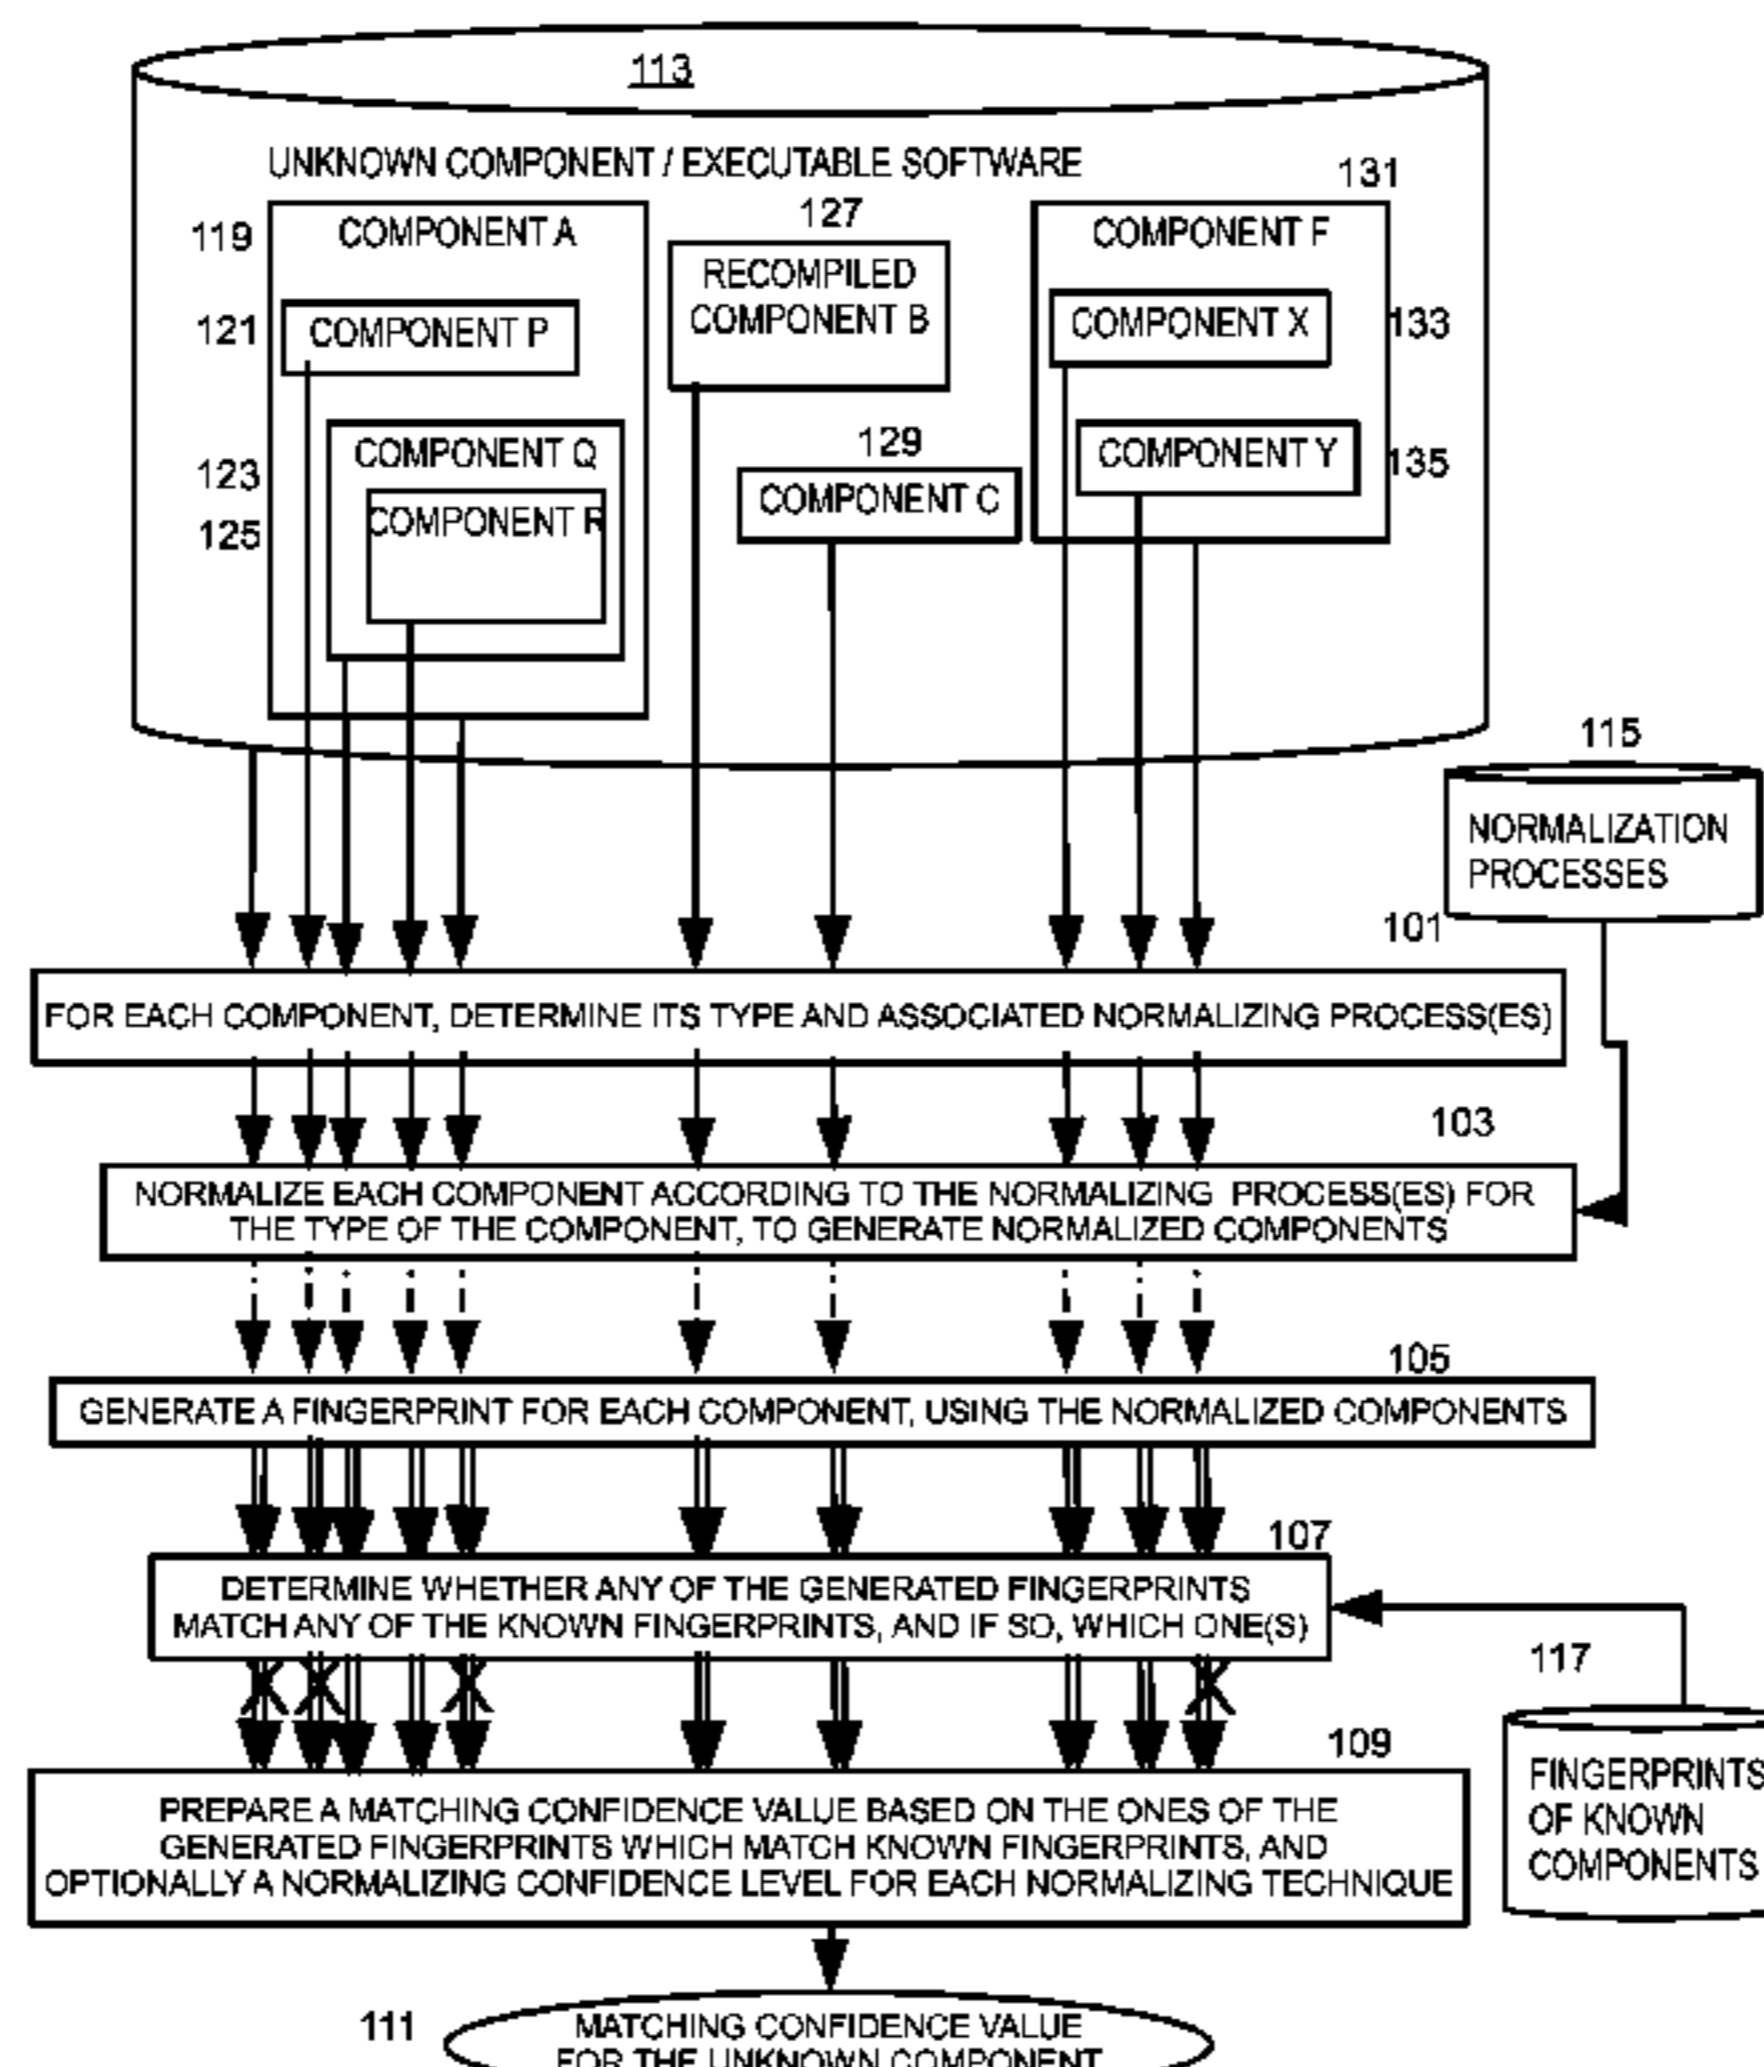 113
UNKNOWN COMPONENT / EXECUTABLE SOFTWARE
131
127
119
COMPONENT A
RECOMPILED
COMPONENT B
COMPONENT F
121
COMPONENT P
COMPONENT X
133
129
123
COMPONENT Q
COMPONENT C
COMPONENT Y
135
125
COMPONENT R
115
NORMALIZATION
PROCESSES
101
FOR EACH COMPONENT, DETERMINE ITS TYPE AND ASSOCIATED NORMALIZING PROCESS(ES)
103
NORMALIZE EACH COMPONENT ACCORDING TO THE NORMALIZING PROCESS(ES) FOR
THE TYPE OF THE COMPONENT, TO GENERATE NORMALIZED COMPONENTS
105
GENERATE A FINGERPRINT FOR EACH COMPONENT, USING THE NORMALIZED COMPONENTS
107
DETERMINE WHETHER ANY OF THE GENERATED FINGERPRINTS
MATCH ANY OF THE KNOWN FINGERPRINTS, AND IF SO, WHICH ONE(S)
X X X X
117
109
FINGERPRINTS
OF KNOWN
COMPONENTS
PREPARE A MATCHING CONFIDENCE VALUE BASED ON THE ONES OF THE
GENERATED FINGERPRINTS WHICH MATCH KNOWN FINGERPRINTS, AND
OPTIONALLY A NORMALIZING CONFIDENCE LEVEL FOR EACH NORMALIZING TECHNIQUE
111
MATCHING CONFIDENCE VALUE
FOR THE UNKNOWN COMPONENT